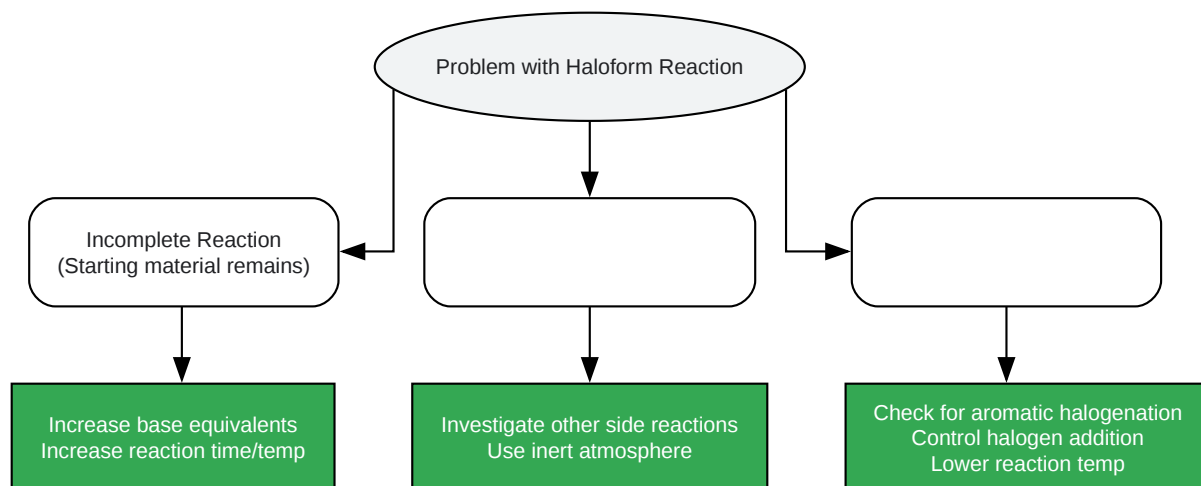 Problem with Haloform Reaction
Incomplete Reaction
(Starting material remains)
Increase base equivalents
Increase reaction time/temp
Investigate other side reactions
Use inert atmosphere
Check for aromatic halogenation
Control halogen addition
Lower reaction temp